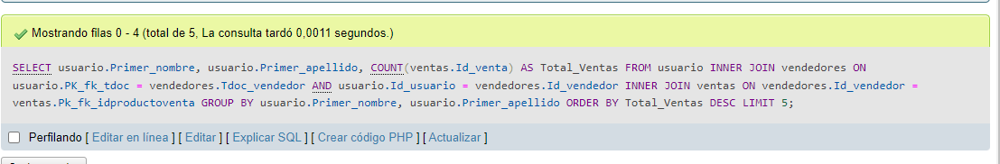 Mostrando filas 0 - 4 (total de 5, La consulta tardó 0,0011 segundos.)
SELECT usuario.Primer_nombre, usuario.Primer_apellido, COUNT(ventas.Id_venta) AS Total_Ventas FROM usuario INNER JOIN vendedores ON
usuario.PK_fk_tdoc = vendedores.Tdoc_vendedor AND usuario.Id_usuario = vendedores.Id_vendedor INNER JOIN ventas ON vendedores.Id_vendedor =
ventas.Pk_fk_idproductoventa GROUP BY usuario.Primer_nombre, usuario.Primer_apellido ORDER BY Total_Ventas DESC LIMIT 5;
Perfilando [ Editar en línea ] [ Editar ] [ Explicar SQL ] [ Crear código PHP ] [ Actualizar ]